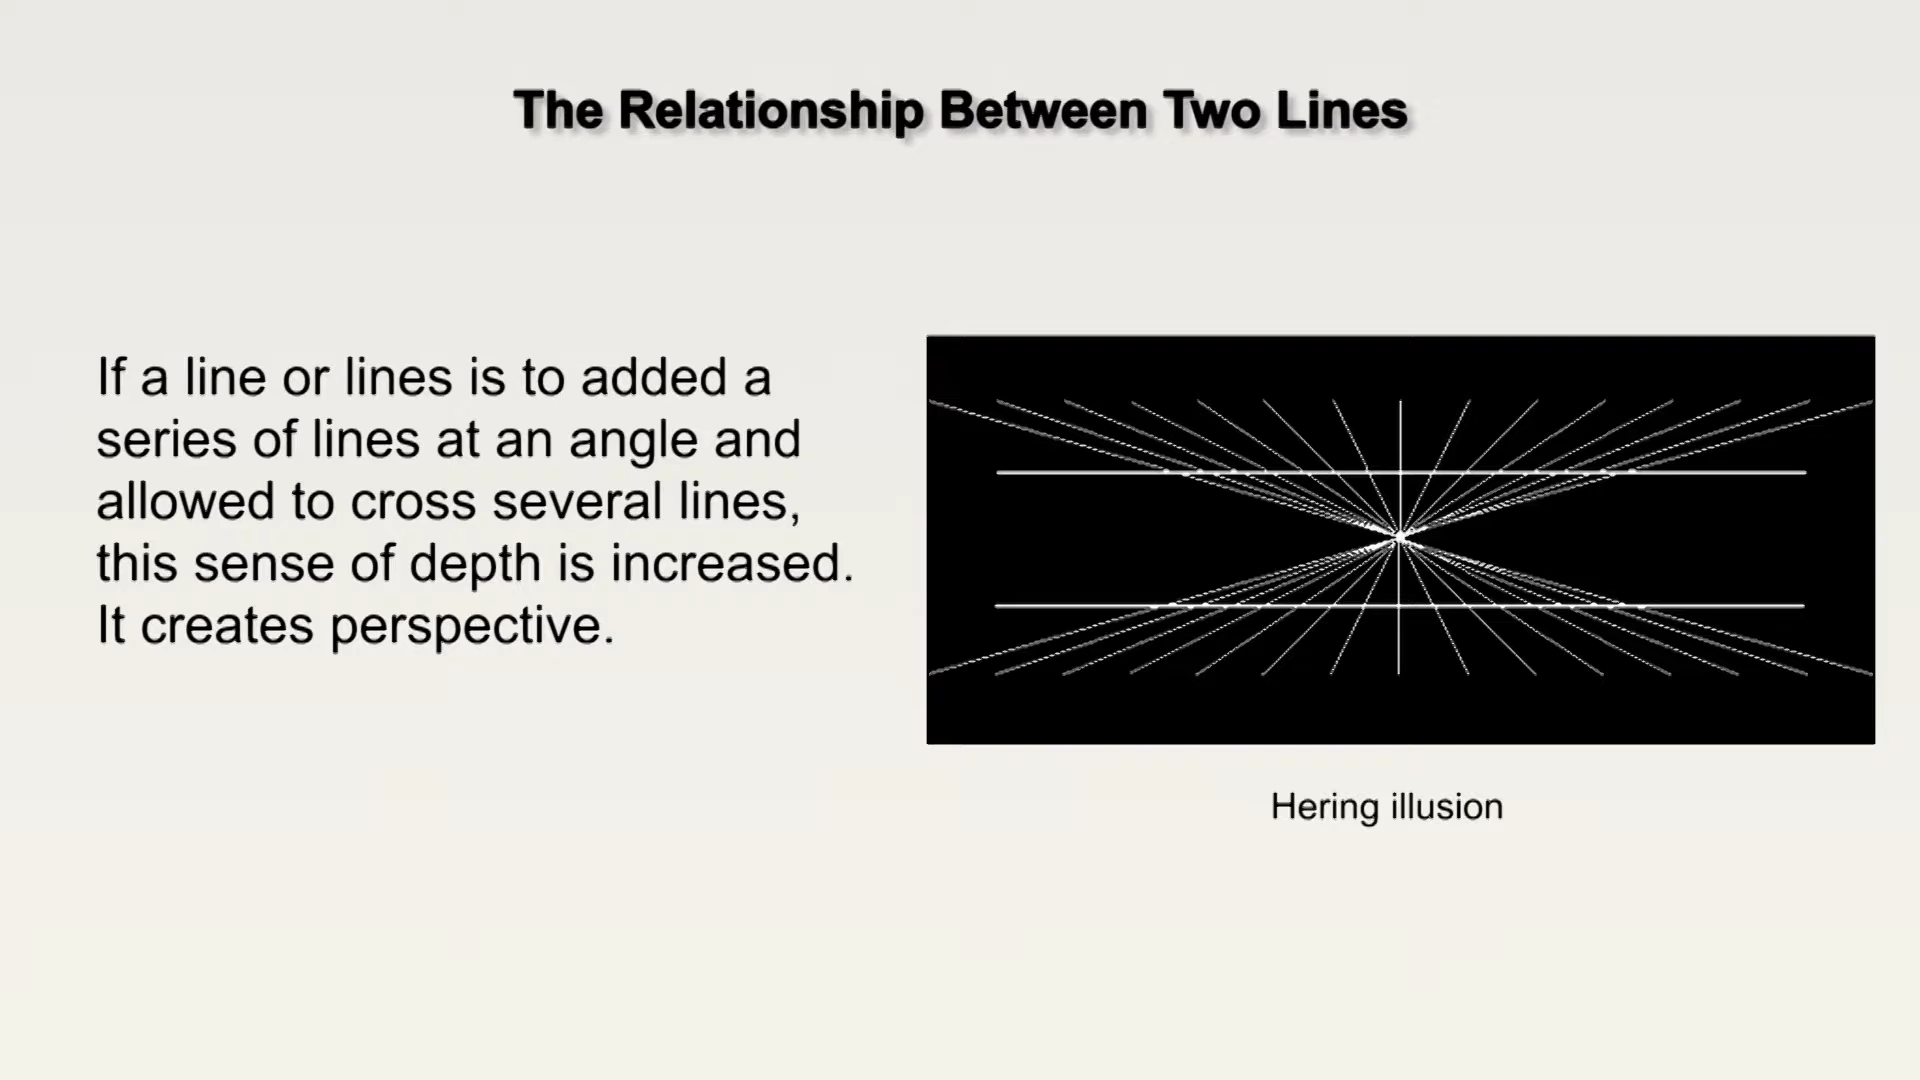 The Relationship Between Two Lines
If a line or lines is to added a
series of lines at an angle and
allowed to cross several lines,
this sense of depth is increased.
It creates perspective.
Hering illusion